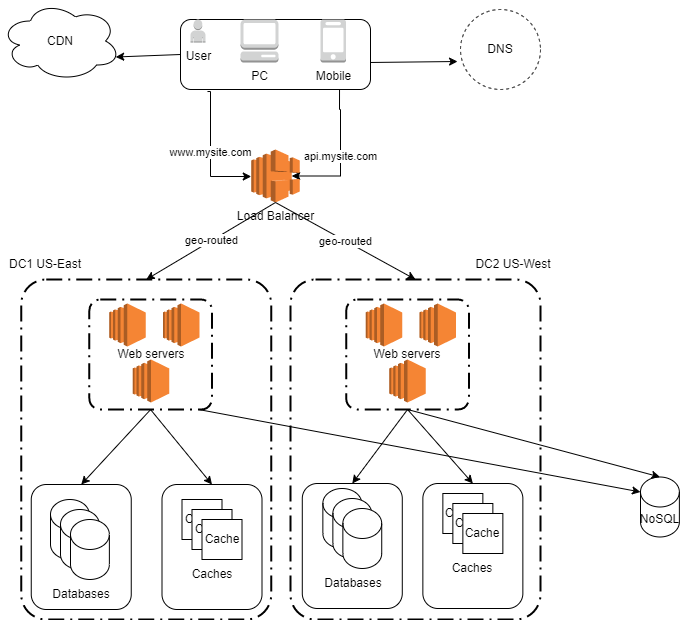 CDN
User
PC
Mobile
DNS
www.mysite.com
api.mysite.com
Load Balancer
geo-routed
geo-routed
DC1 US-East
DC2 US-West
Web servers
Web servers
C
C
Cache
C
C
Cache
NoSQL
Databases
Caches
Databases
Caches